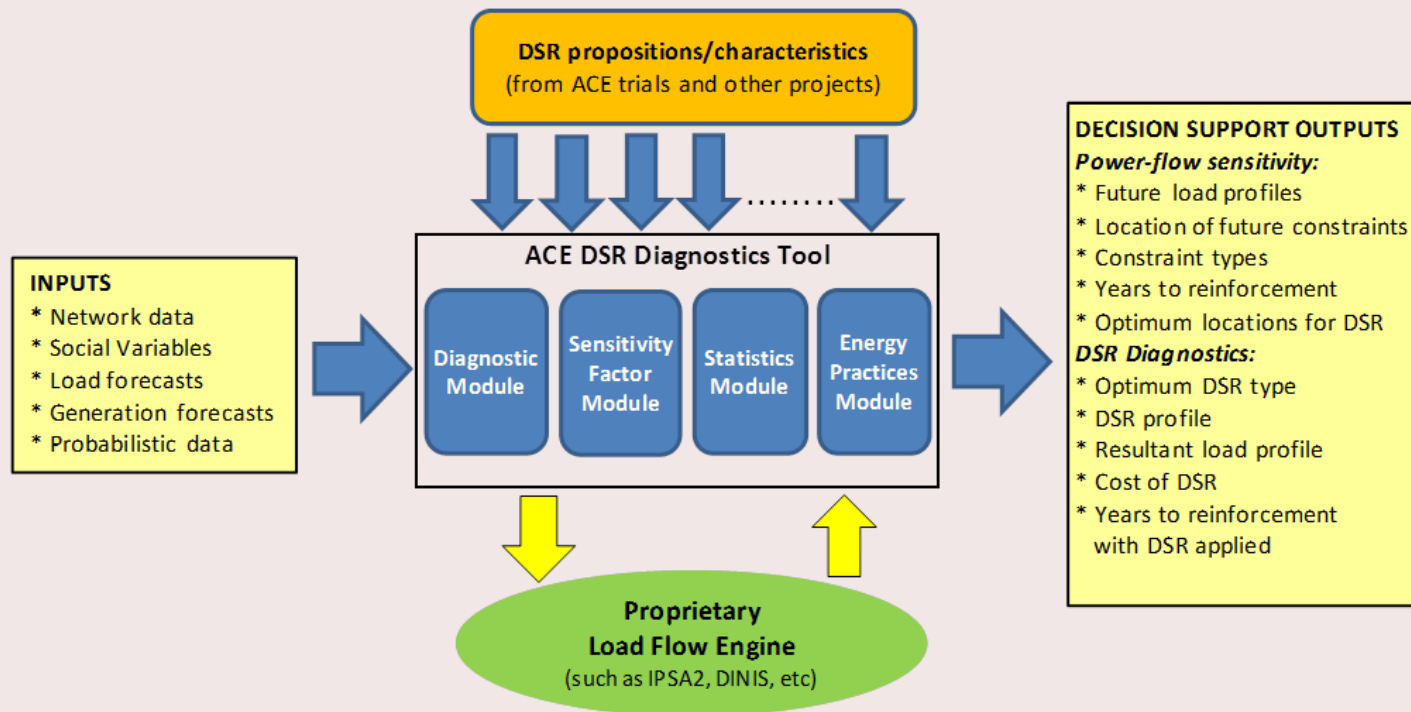 DSR propositions/characteristics
(from ACE trials and other projects)
.........
ACE DSR Diagnostics Tool
INPUTS
* Network data
* Social Variables
* Load forecasts
* Generation forecasts
* Probabilistic data
Diagnostic
Module
Sensitivity
Factor
Module
Statistics
Module
Energy
Practices
Module
DECISION SUPPORT OUTPUTS
Power-flow sensitivity:
* Future load profiles
* Location of future constraints
* Constraint types
* Years to reinforcement
* Optimum locations for DSR
DSR Diagnostics:
* Optimum DSR type
* DSR profile
* Resultant load profile
* Cost of DSR
* Years to reinforcement
with DSR applied
Proprietary
Load Flow Engine
(such as IPSA2, DINIS, etc)